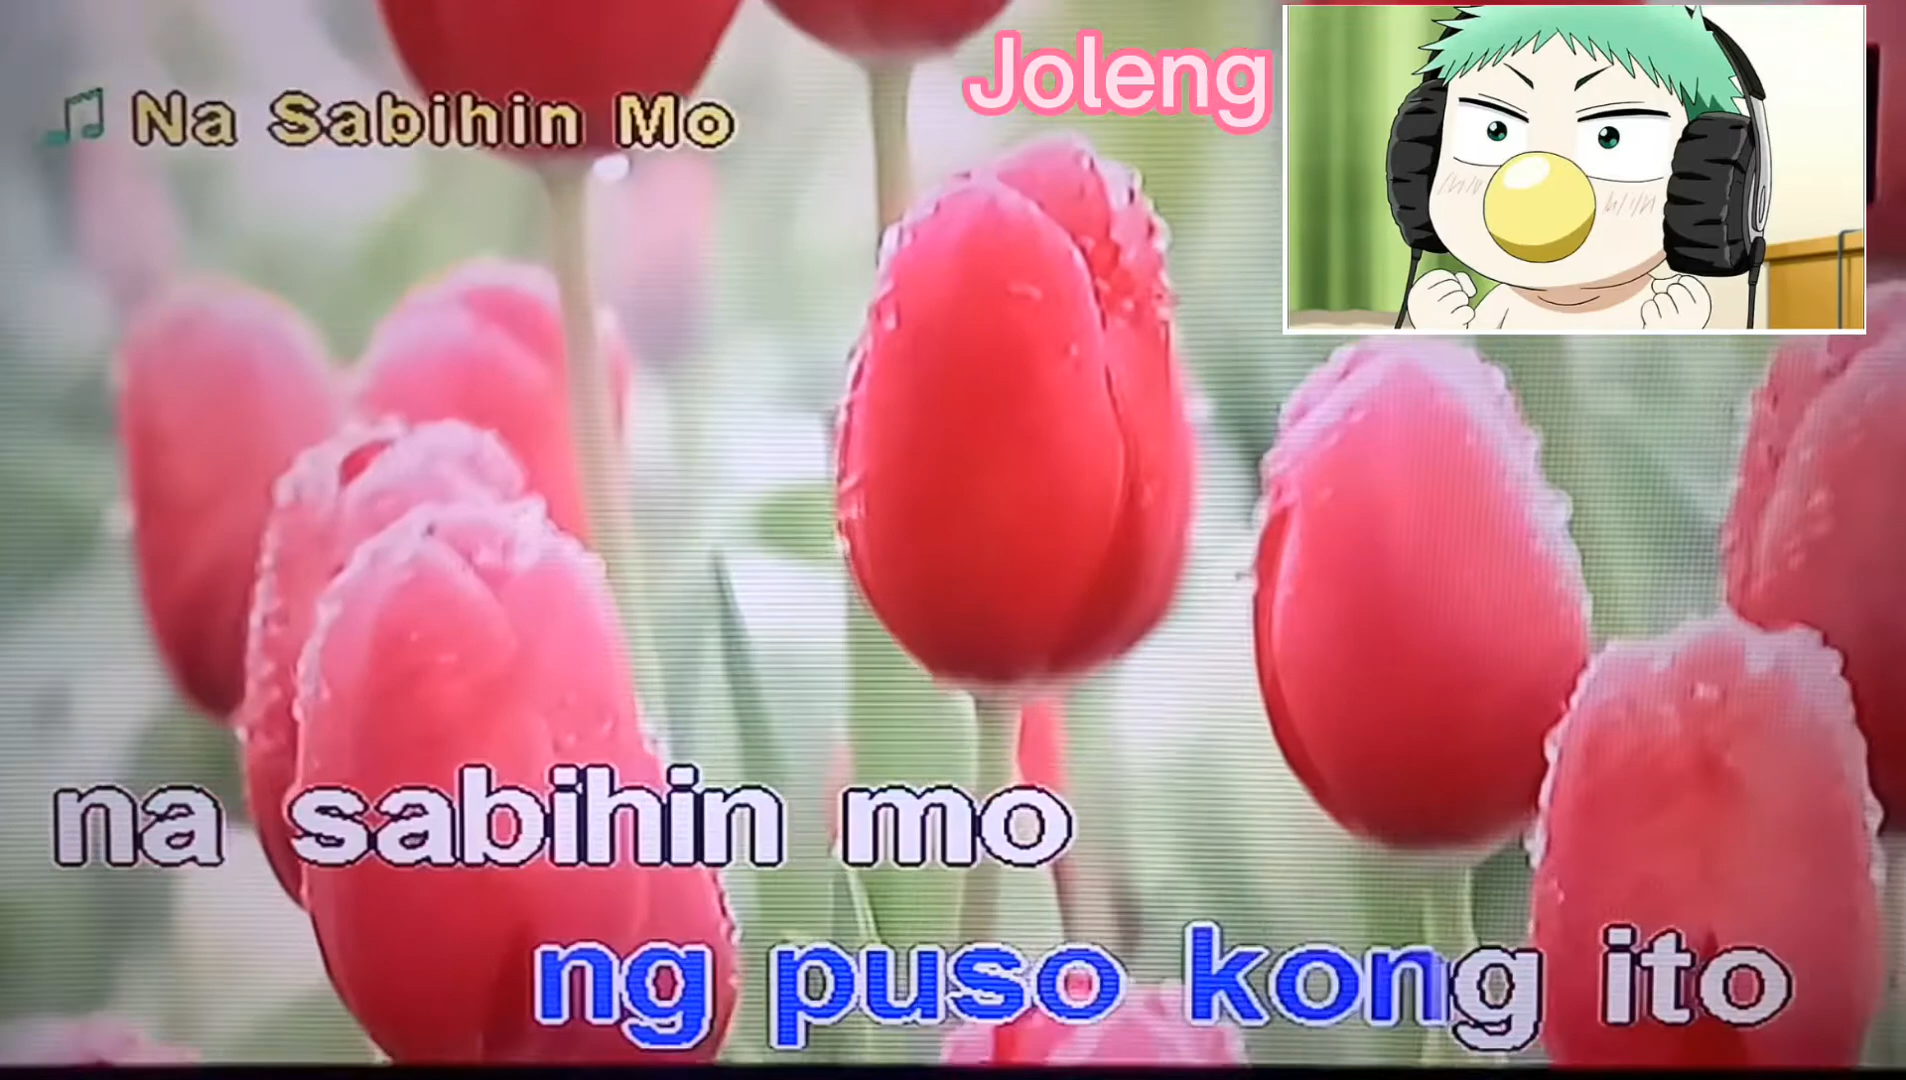 Joleng
♫ Na Sabihin Mo
na sabihin mo
ng puso kong ito